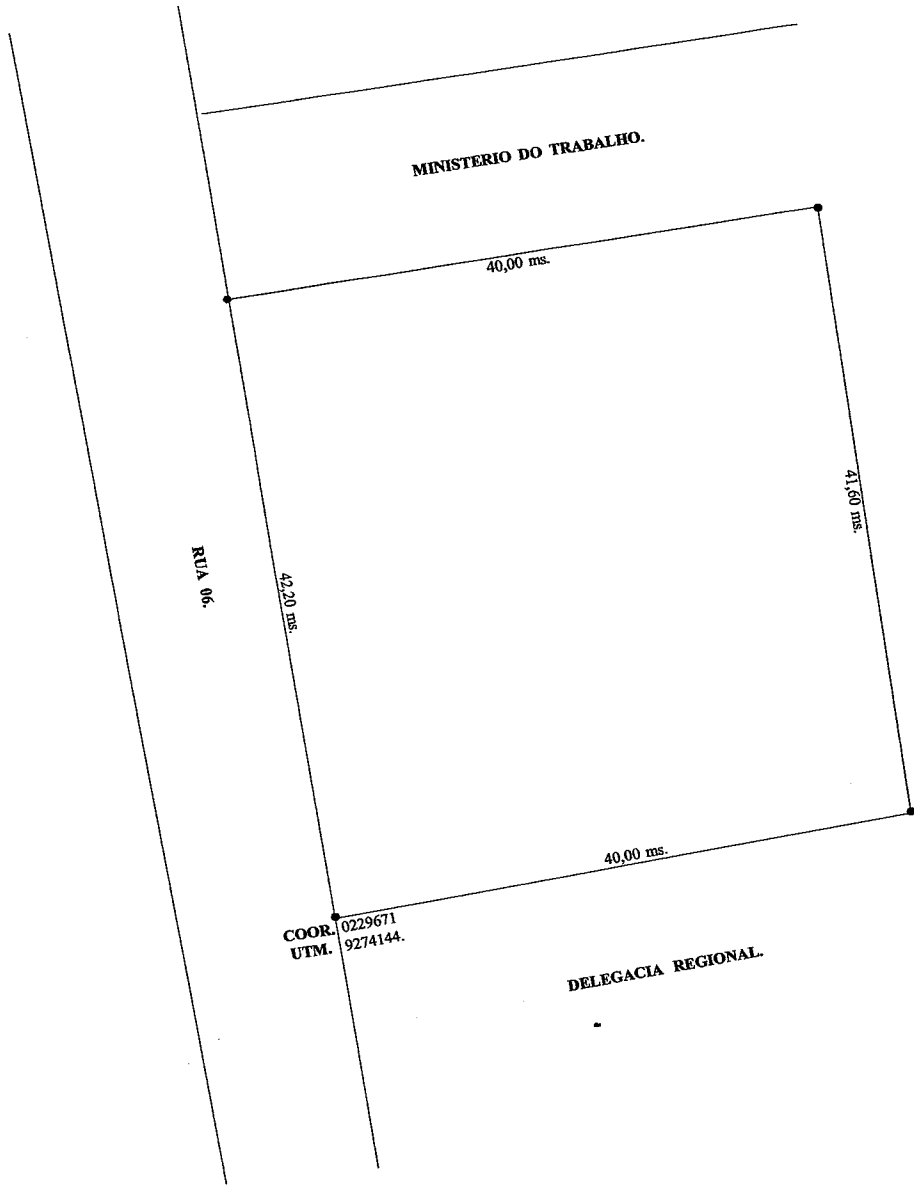 MINISTERIO DO TRABALHO.
40,00 ms.
41,60 ms.
RUA 06.
42,20 ms.
40,00 ms.
COOR. 0229671
UTM. 9274144.
DELEGACIA REGIONAL.